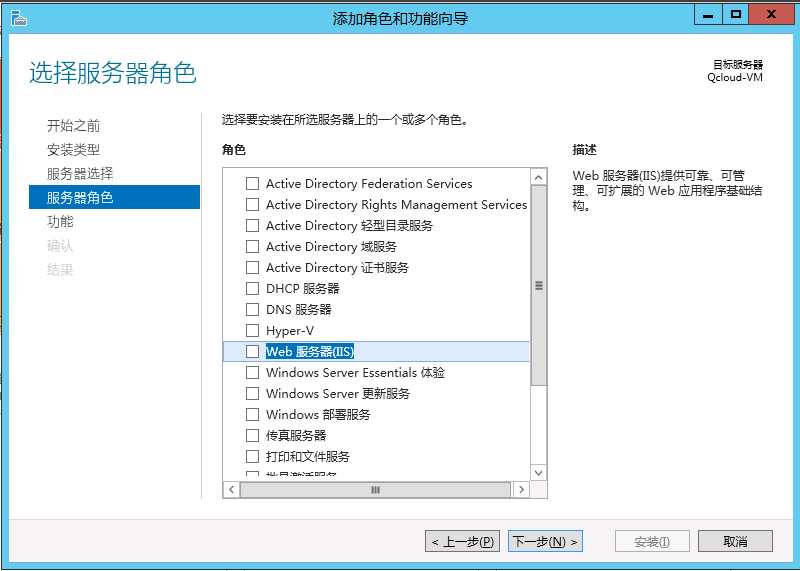 添加角色和功能向导
选择服务器角色
目标服务器
Qcloud-VM
开始之前
安装类型
服务器选择
服务器角色
功能
确认
结果
选择要安装在所选服务器上的一个或多个角色。
角色
Active Directory Federation Services
Active Directory Rights Management Services
Active Directory 轻型目录服务
Active Directory 域服务
Active Directory 证书服务
DHCP 服务器
DNS 服务器
Hyper-V
Web 服务器(IIS)
Windows Server Essentials 体验
Windows Server 更新服务
Windows 部署服务
传真服务器
打印和文件服务
描述
Web 服务器(IIS)提供可靠、可管
理、可扩展的 Web 应用程序基础结
构。
< 上一步(P)
下一步(N) >
安装(I)
取消